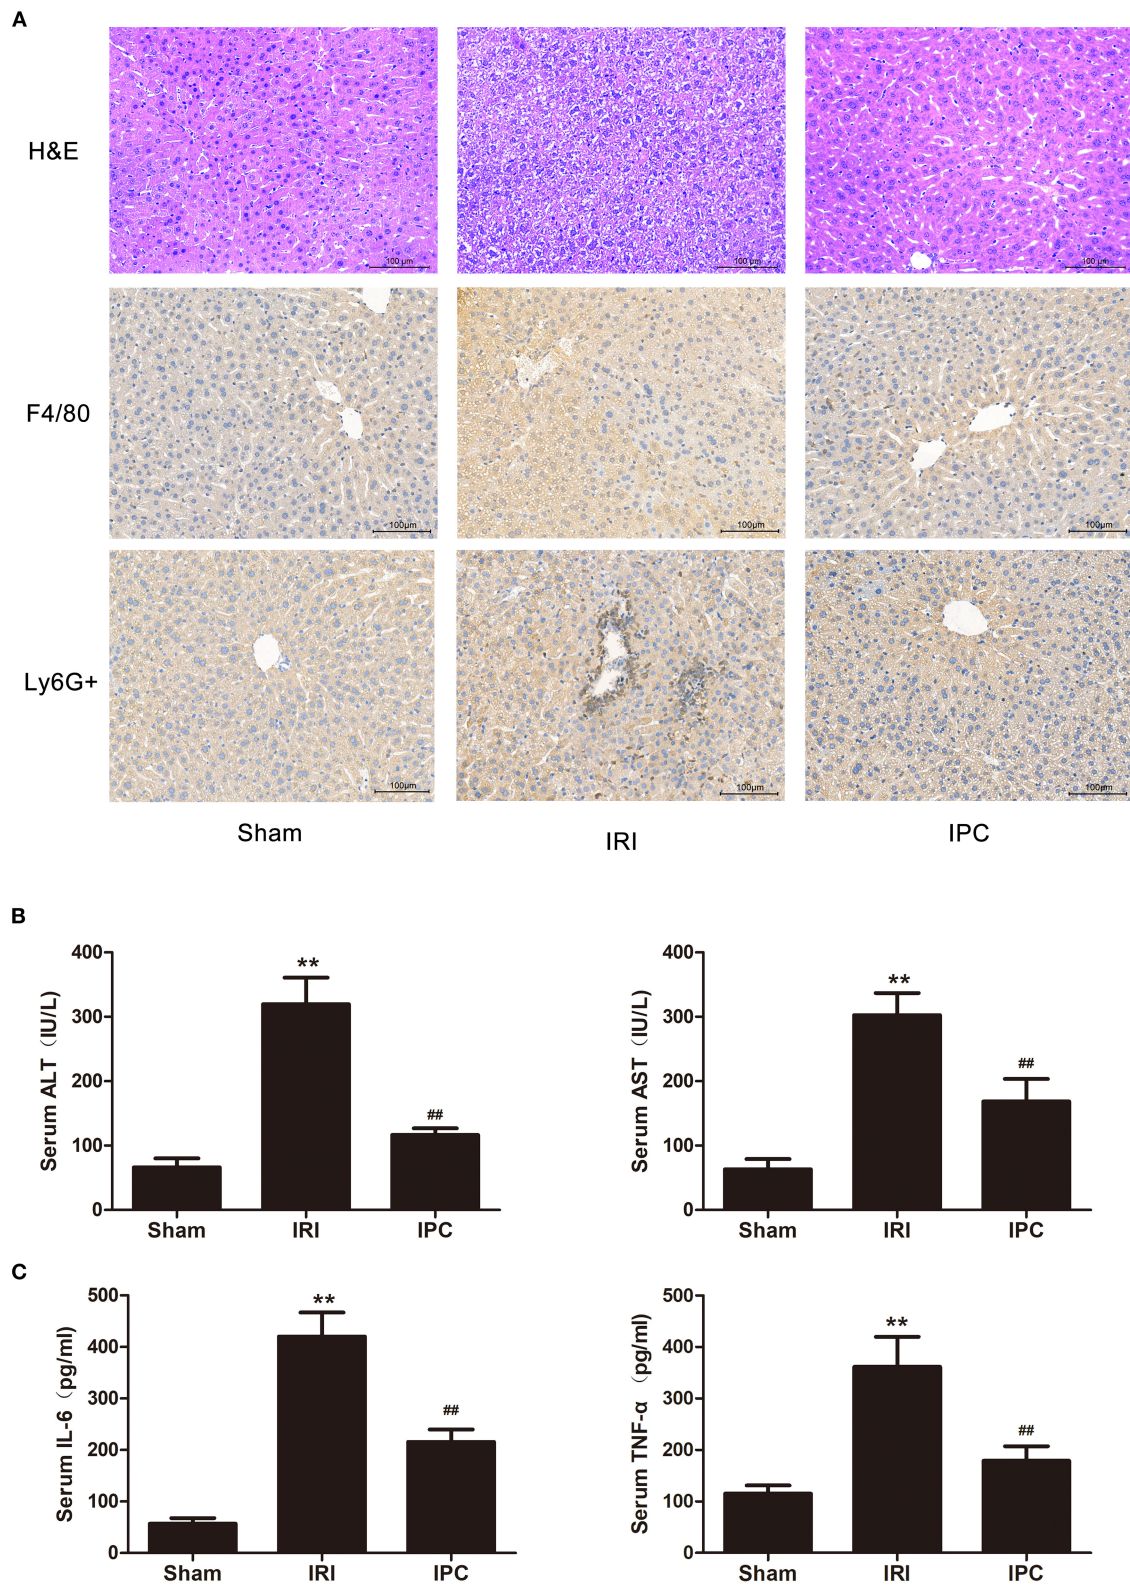 A
H&E
100 μm
100 μm
100 μm
F4/80
100μm
100μm
100μm
Ly6G+
100μm
100μm
100μm
Sham
IRI
IPC
B
Serum ALT（IU/L)
400
300
200
100
0
**
##
Sham
IRI
IPC
Serum AST（IU/L)
400
300
200
100
0
**
##
Sham
IRI
IPC
C
Serum IL-6（pg/ml)
500
400
300
200
100
0
**
##
Sham
IRI
IPC
Serum TNF-α（pg/ml)
500
400
300
200
100
0
**
##
Sham
IRI
IPC